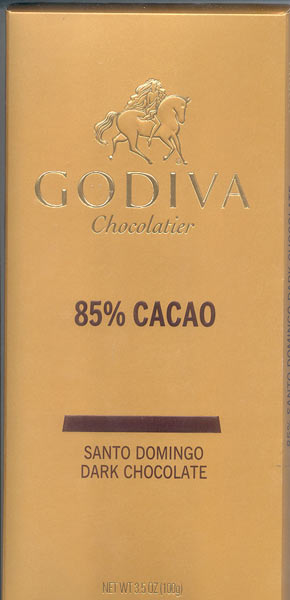 GODIVA
Chocolatier
85% CACAO
SANTO DOMINGO
DARK CHOCOLATE
NET WT 3.5 OZ (100g)